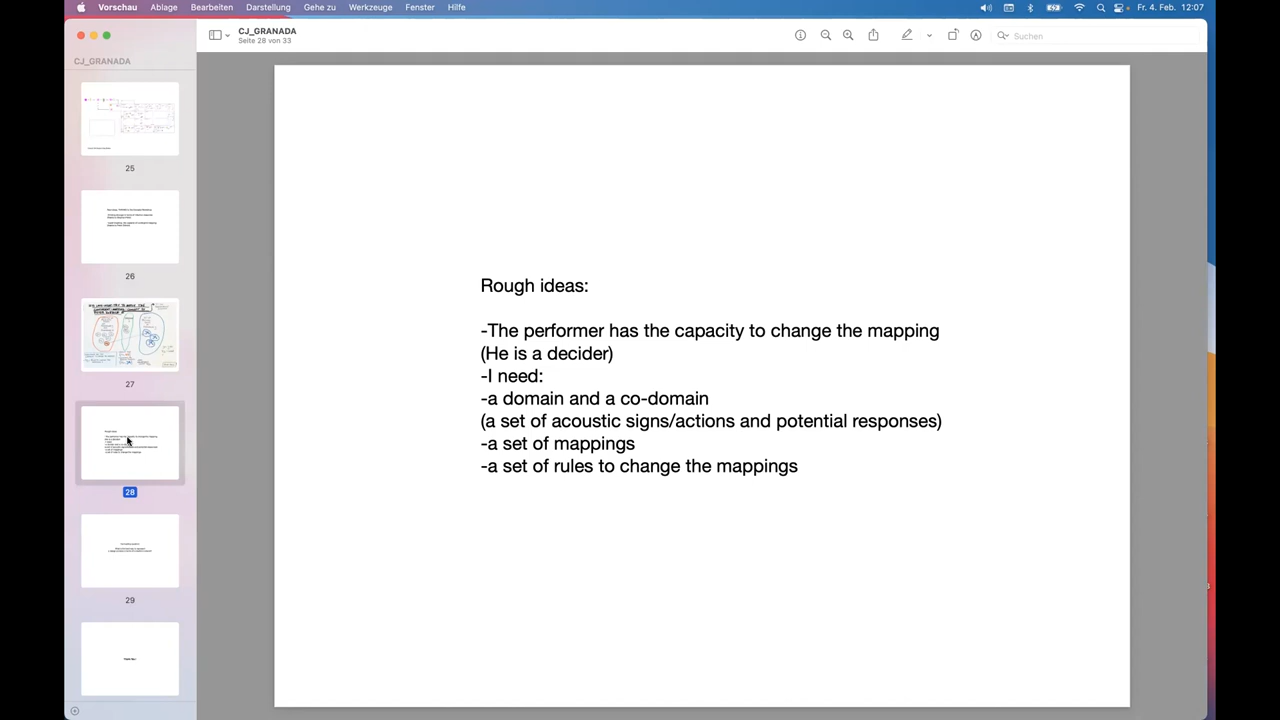 Vorschau Ablage Bearbeiten Darstellung Gehe zu Werkzeuge Fenster Hilfe Fr. 4. Feb. 12:07
CJ_GRANADA
Seite 28 von 33
Suchen
CJ_GRANADA
25
26
27
28
29
Rough ideas:
-The performer has the capacity to change the mapping
(He is a decider)
-I need:
-a domain and a co-domain
(a set of acoustic signs/actions and potential responses)
-a set of mappings
-a set of rules to change the mappings